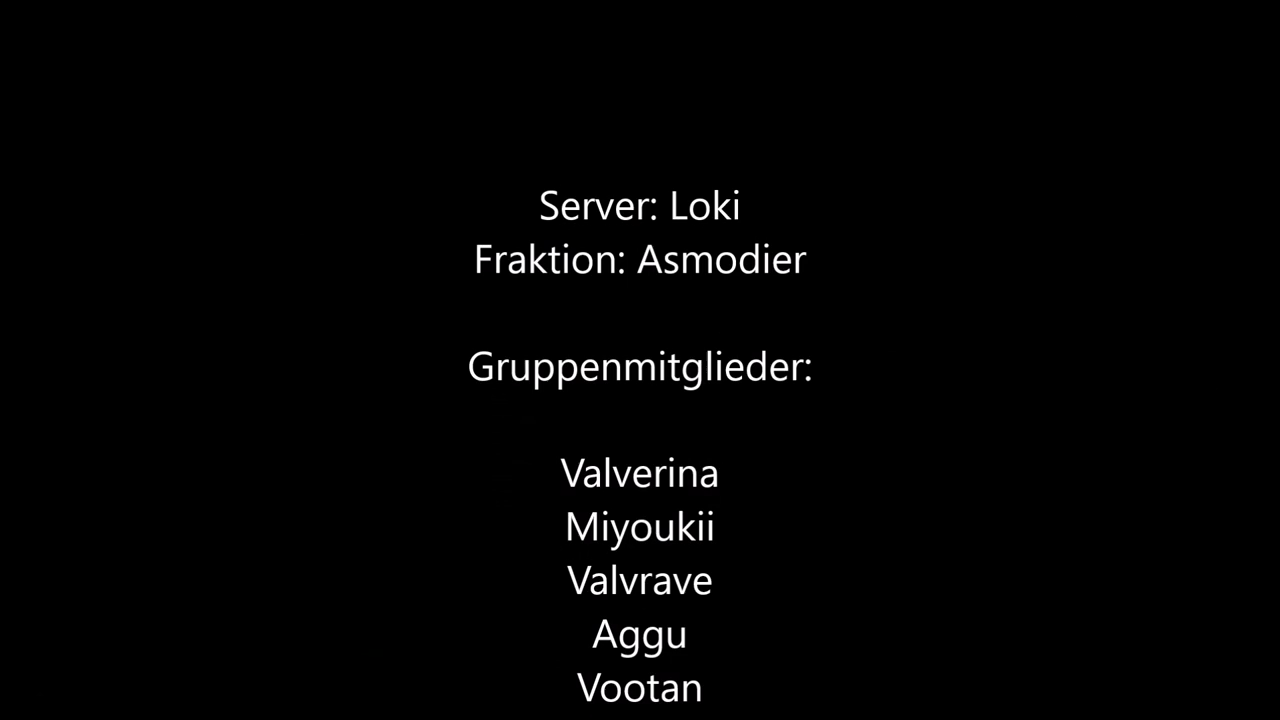 Server: Loki
Fraktion: Asmodier
Gruppenmitglieder:
Valverina
Miyoukii
Valvrave
Aggu
Vootan